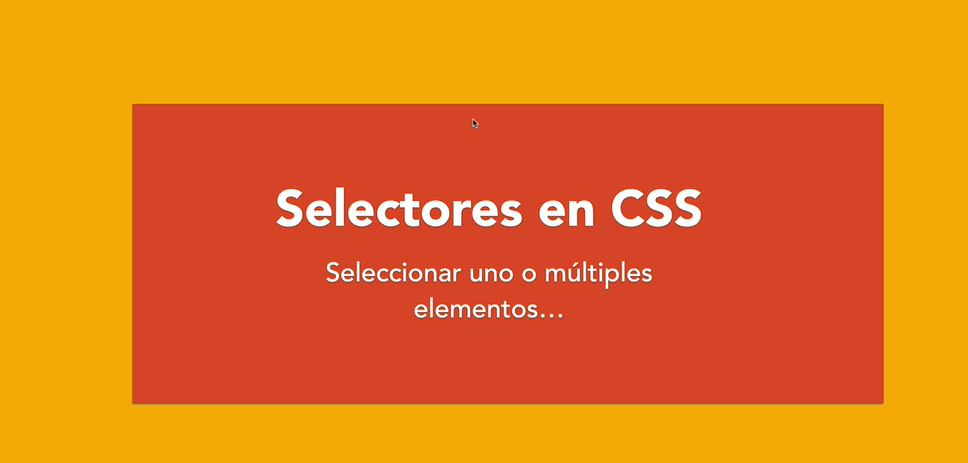 Selectores en CSS
Seleccionar uno o múltiples
elementos...